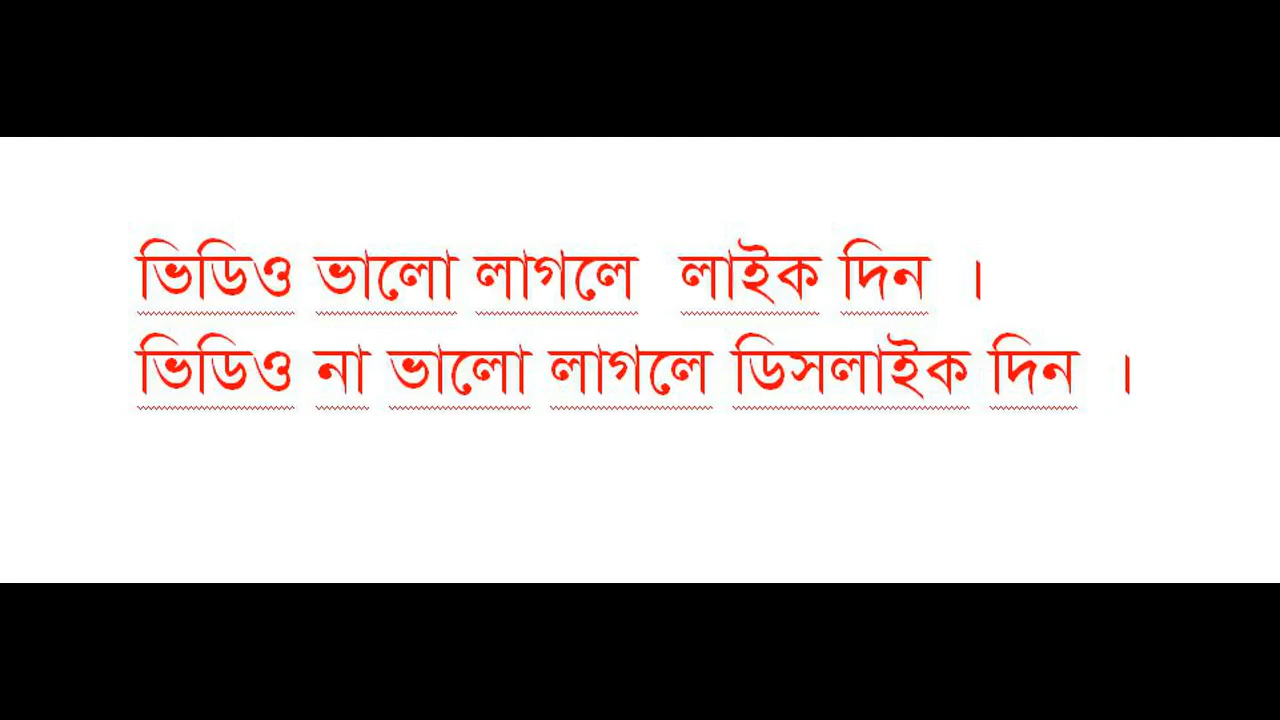 ভিডিও ভালো লাগলে লাইক দিন ।
ভিডিও না ভালো লাগলে ডিসলাইক দিন ।